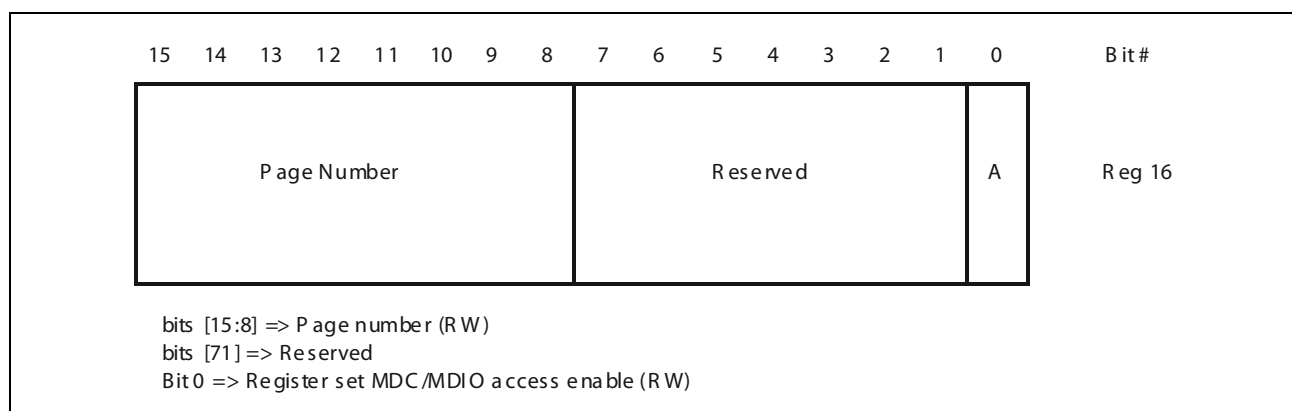 15 14 13 12 11 10 9 8 7 6 5 4 3 2 1 0 Bit#
Page Number Reserved A Reg 16
bits [15:8] => Page number (RW)
bits [71] => Reserved
Bit 0 => Register set MDC/MDIO access enable (RW)